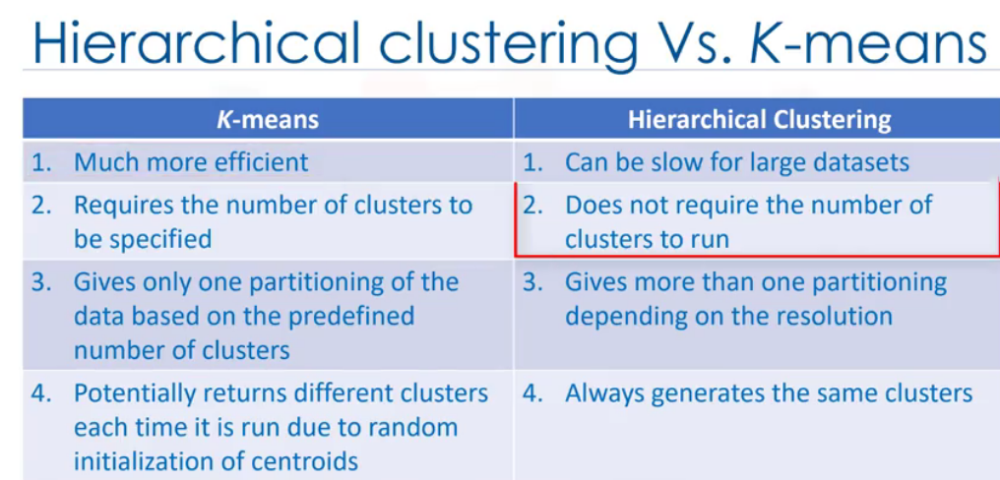 Hierarchical clustering Vs. K-means
K-means
Hierarchical Clustering
1. Much more efficient
1. Can be slow for large datasets
2. Requires the number of clusters to
be specified
2. Does not require the number of
clusters to run
3. Gives only one partitioning of the
data based on the predefined
number of clusters
3. Gives more than one partitioning
depending on the resolution
4. Potentially returns different clusters
each time it is run due to random
initialization of centroids
4. Always generates the same clusters